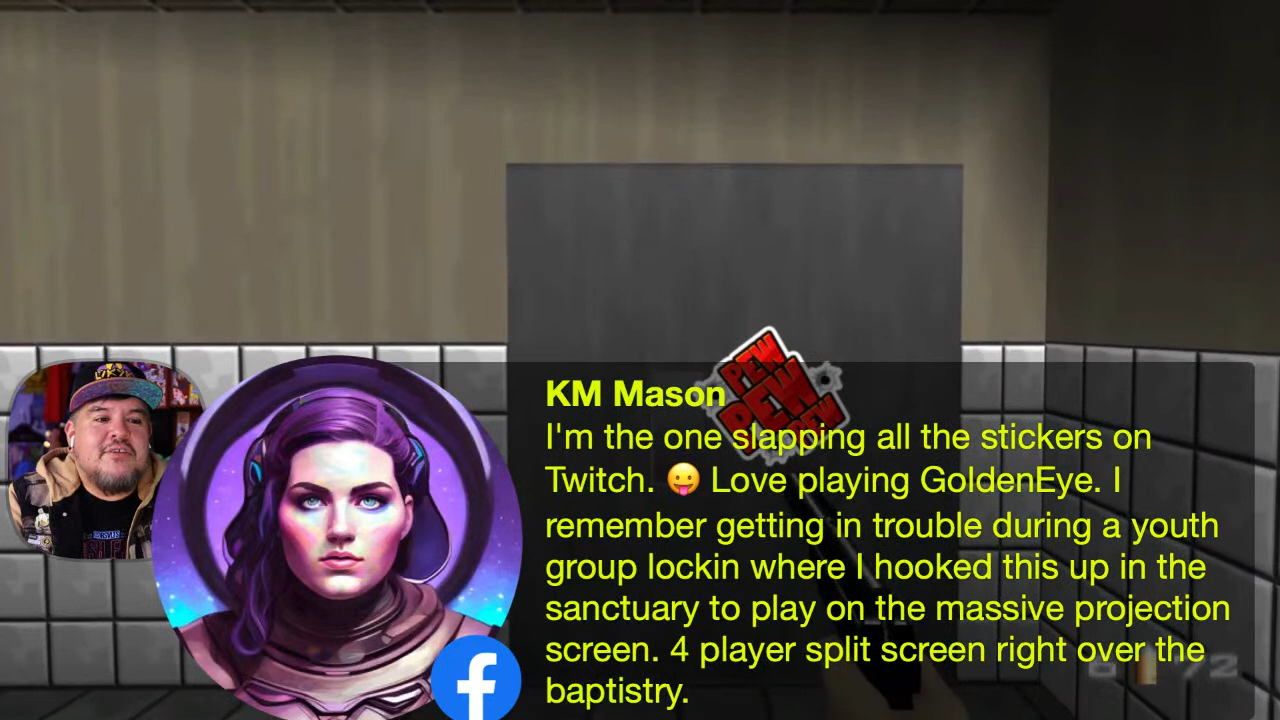 KM Mason
I'm the one slapping all the stickers on
Twitch. 😛 Love playing GoldenEye. I
remember getting in trouble during a youth
group lockin where I hooked this up in the
sanctuary to play on the massive projection
screen. 4 player split screen right over the
baptistry.
PEW
PEW
PEW